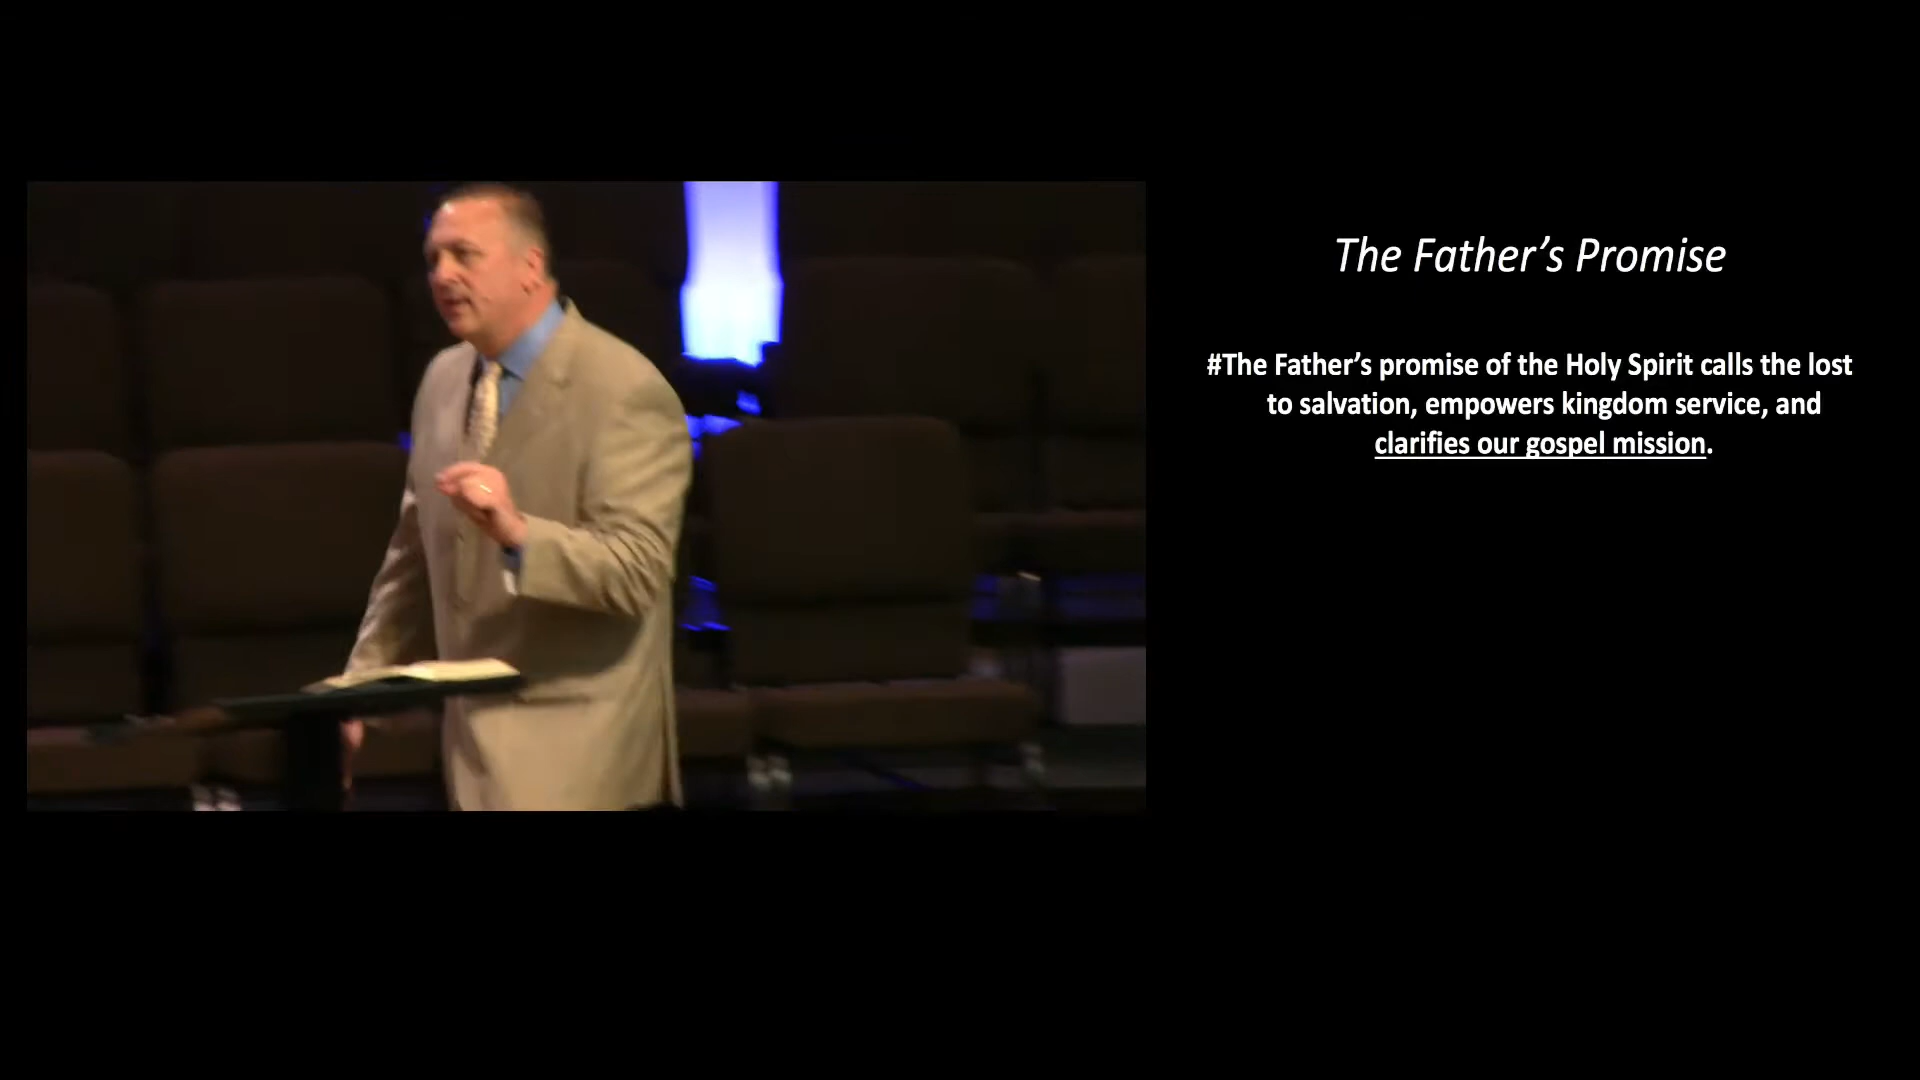 The Father’s Promise
#The Father’s promise of the Holy Spirit calls the lost
to salvation, empowers kingdom service, and
clarifies our gospel mission.